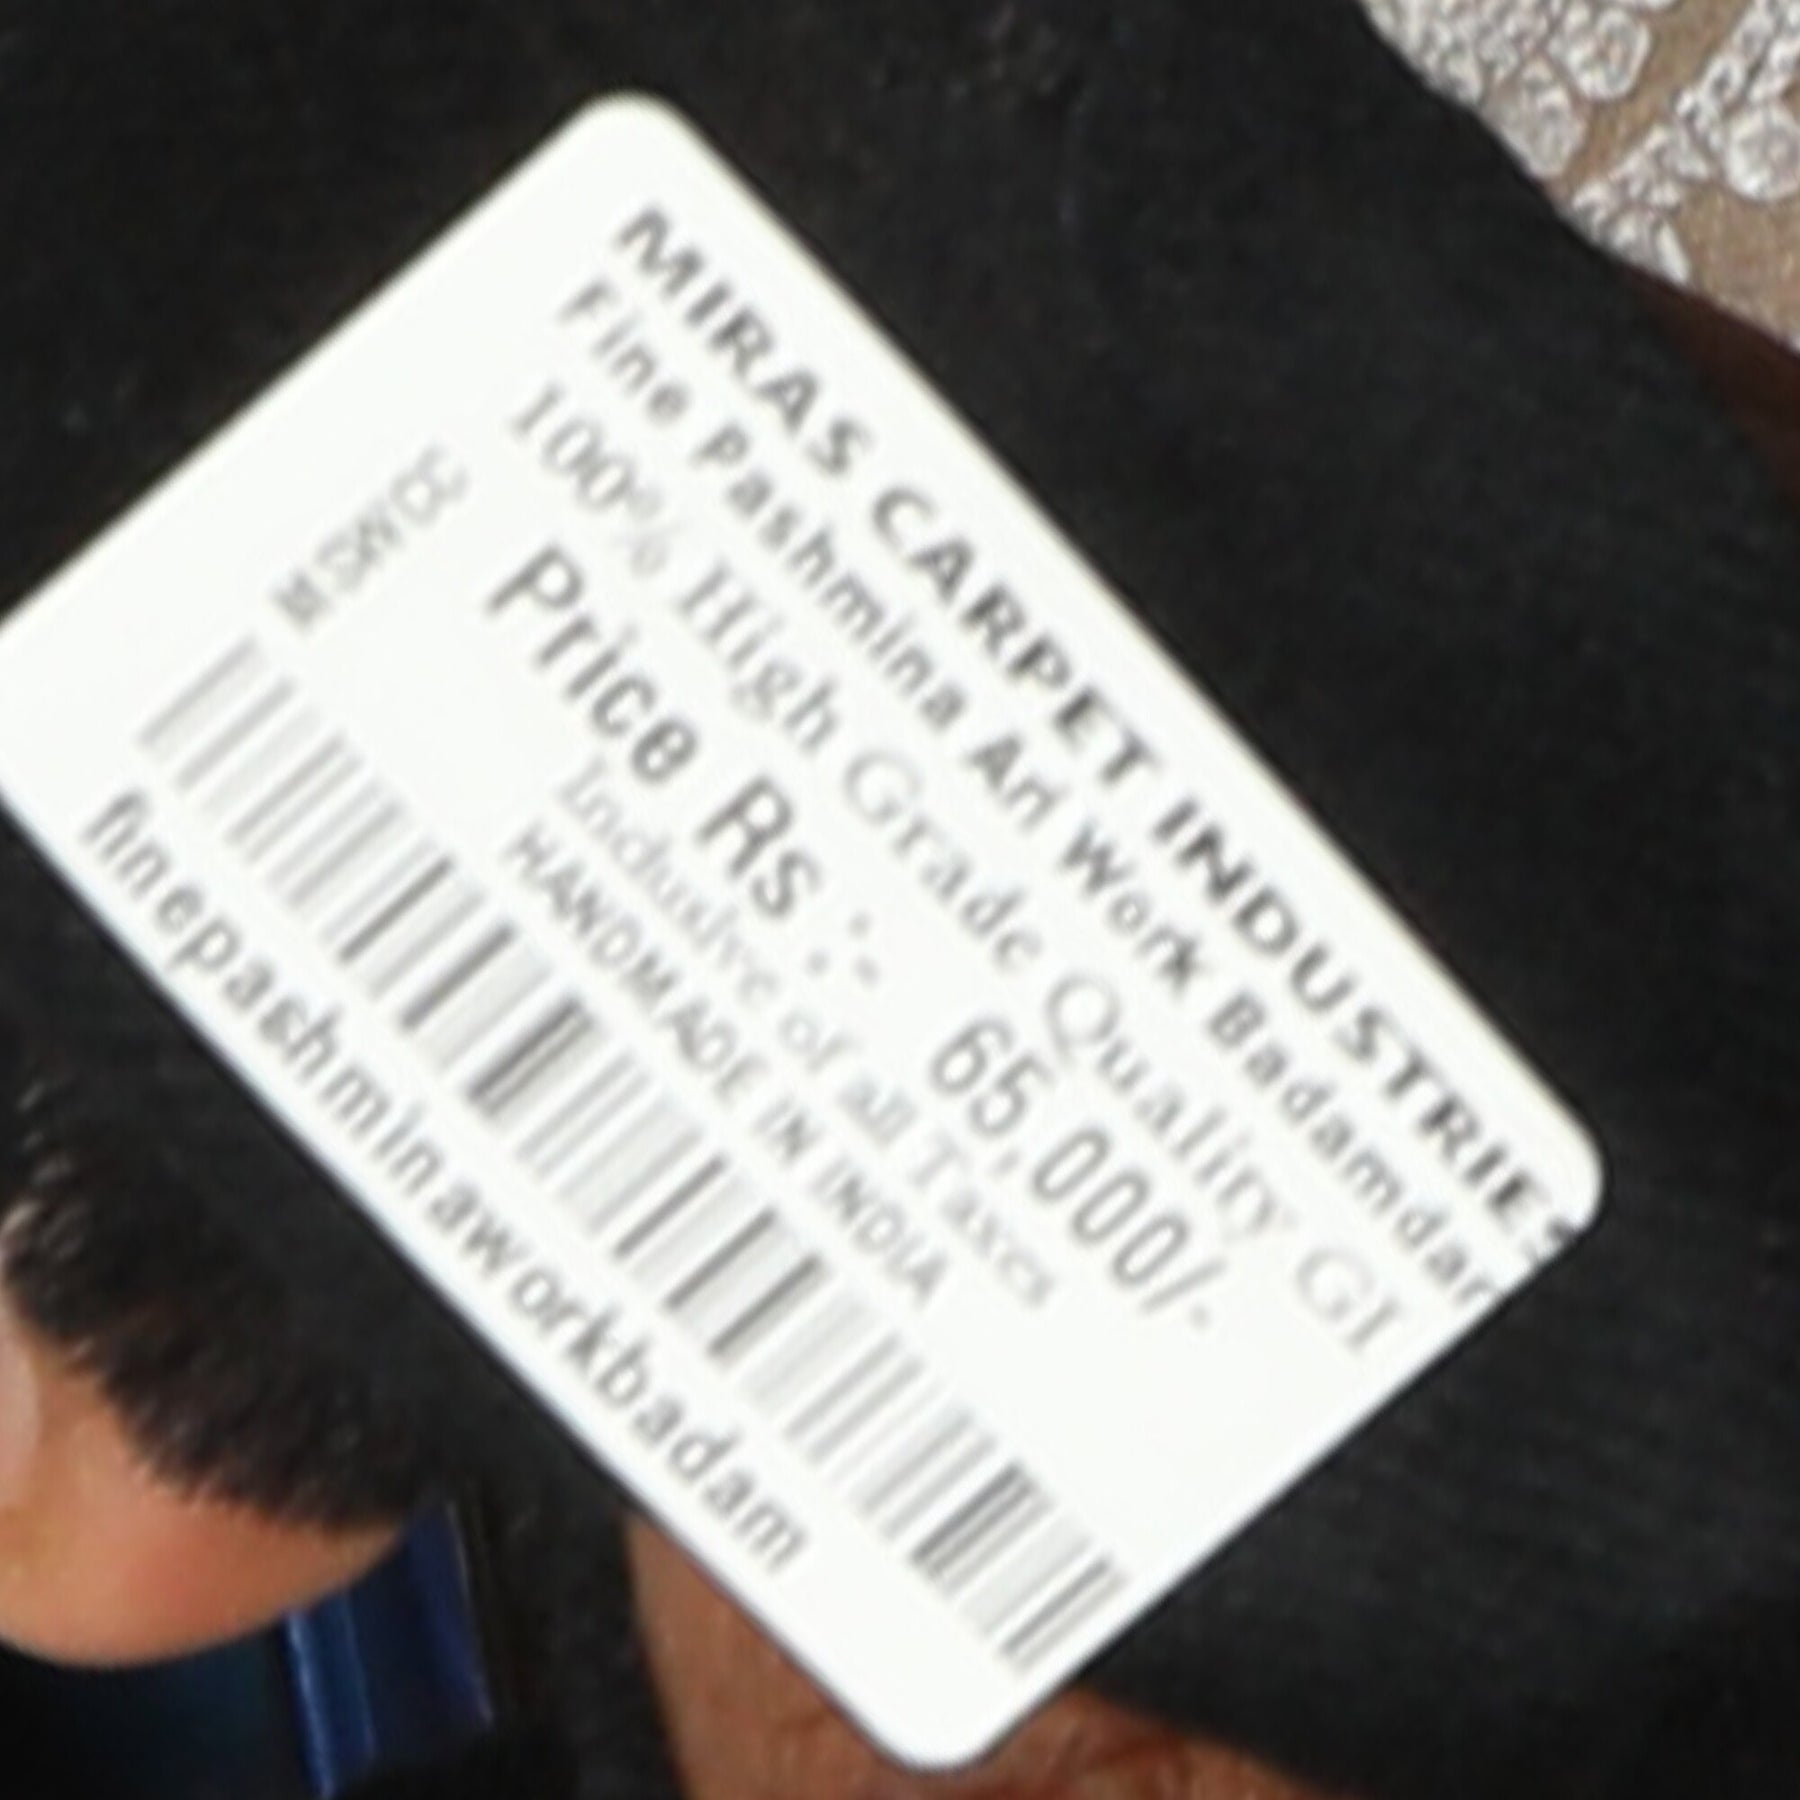 MIRAS CARPET INDUSTRIES
Fine Pashmina Ari Work Badamdar
100% High Grade Quality GI
Price Rs :- 65,000/-
Inclusive of all Taxes
HANDMADE IN INDIA
finepashminaworkbadam